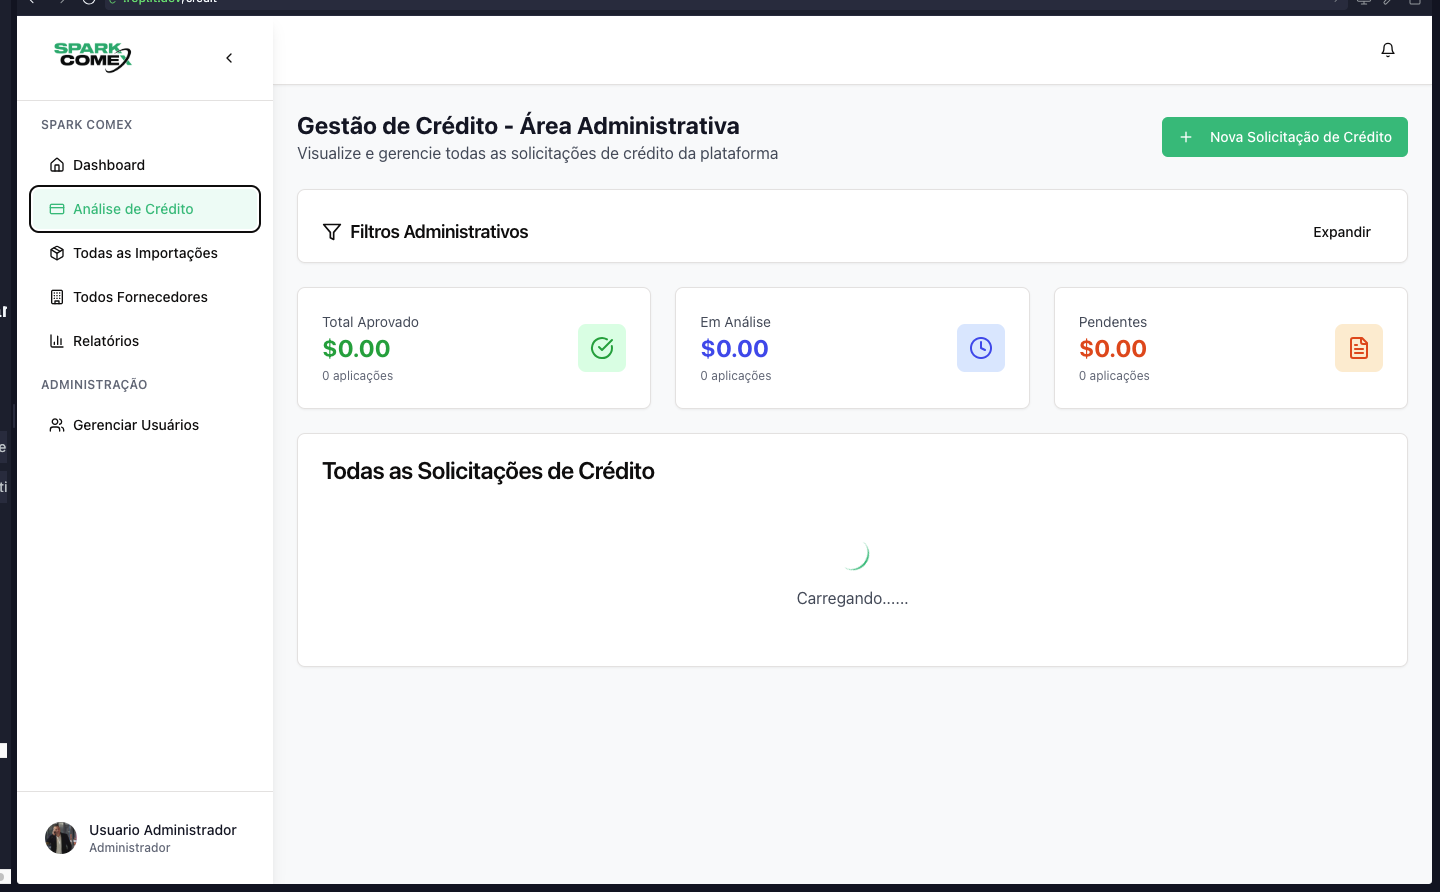 SPARK
COMEX
SPARK COMEX
Dashboard
Análise de Crédito
Todas as Importações
Todos Fornecedores
Relatórios
ADMINISTRAÇÃO
Gerenciar Usuários
Usuario Administrador
Administrador
Gestão de Crédito - Área Administrativa
Visualize e gerencie todas as solicitações de crédito da plataforma
Nova Solicitação de Crédito
Filtros Administrativos
Expandir
Total Aprovado
$0.00
0 aplicações
Em Análise
$0.00
0 aplicações
Pendentes
$0.00
0 aplicações
Todas as Solicitações de Crédito
Carregando......